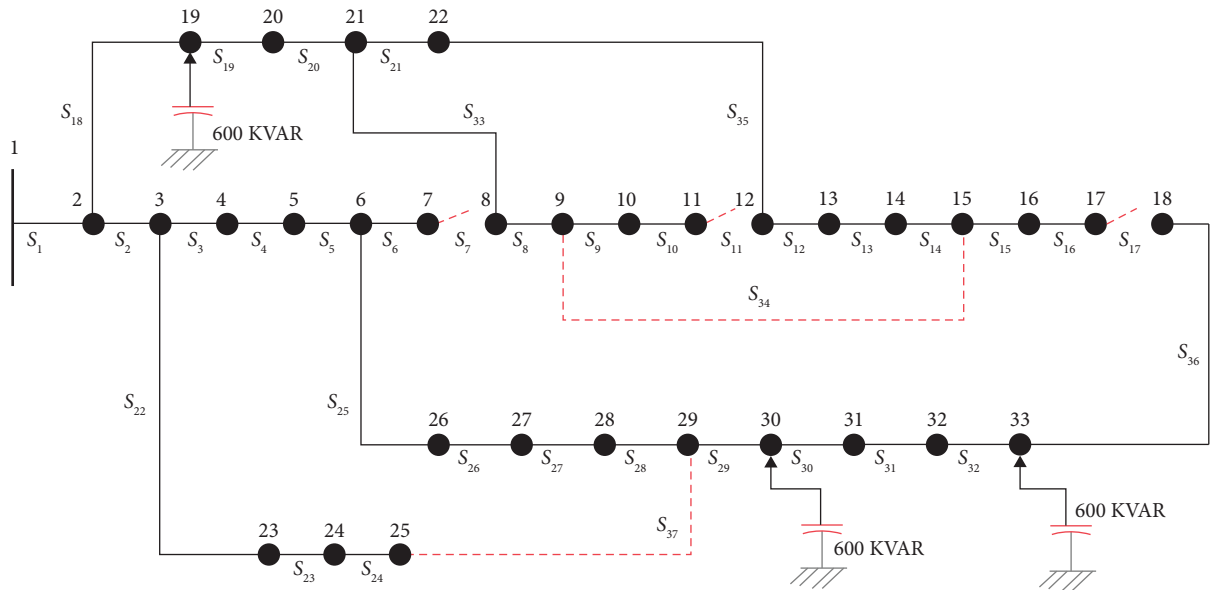 19 20 21 22
S19 S20 S21
S18 600 KVAR S33 S35
1
2 3 4 5 6 7 8 9 10 11 12 13 14 15 16 17 18
S1 S2 S3 S4 S5 S6 S7 S8 S9 S10 S11 S12 S13 S14 S15 S16 S17
S34
S36
S22 S25
26 27 28 29 30 31 32 33
S26 S27 S28 S29 S30 S31 S32
600 KVAR
S37
23 24 25
600 KVAR
S23 S24